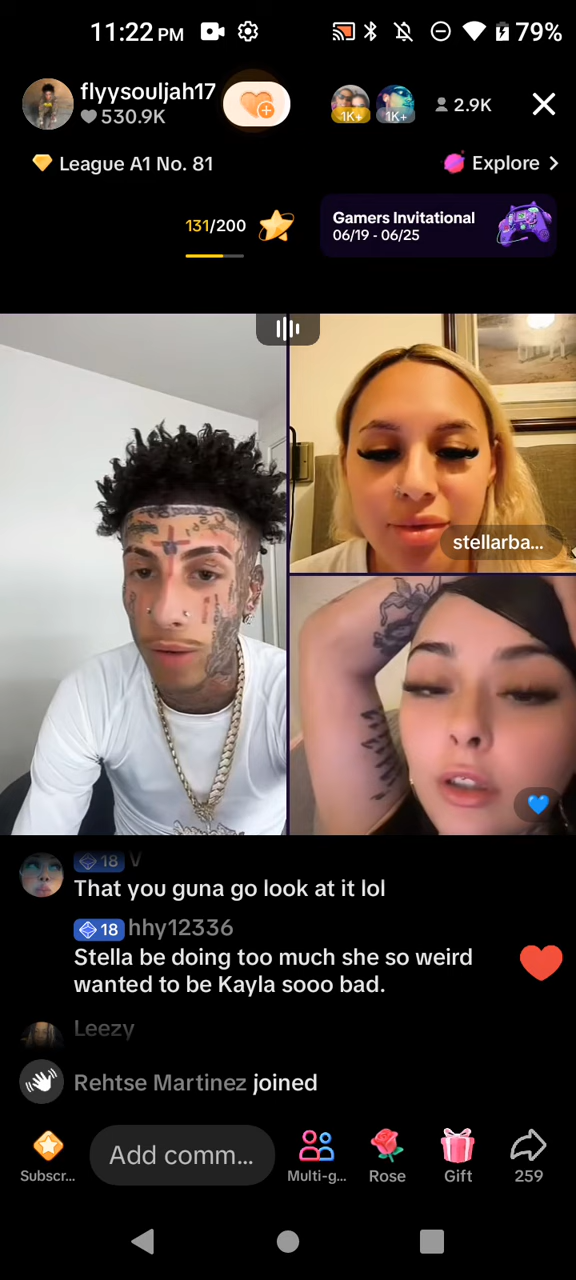 11:22 PM
79%
flyysouljah17
530.9K
1K+
1K+
2.9K
League A1 No. 81
Explore
131/200
Gamers Invitational
06/19 - 06/25
stellarba...
18 V
That you guna go look at it lol
18 hhy12336
Stella be doing too much she so weird
wanted to be Kayla sooo bad.
Leezy
Rehtse Martinez joined
Subscr...
Add comm...
Multi-g...
Rose
Gift
259